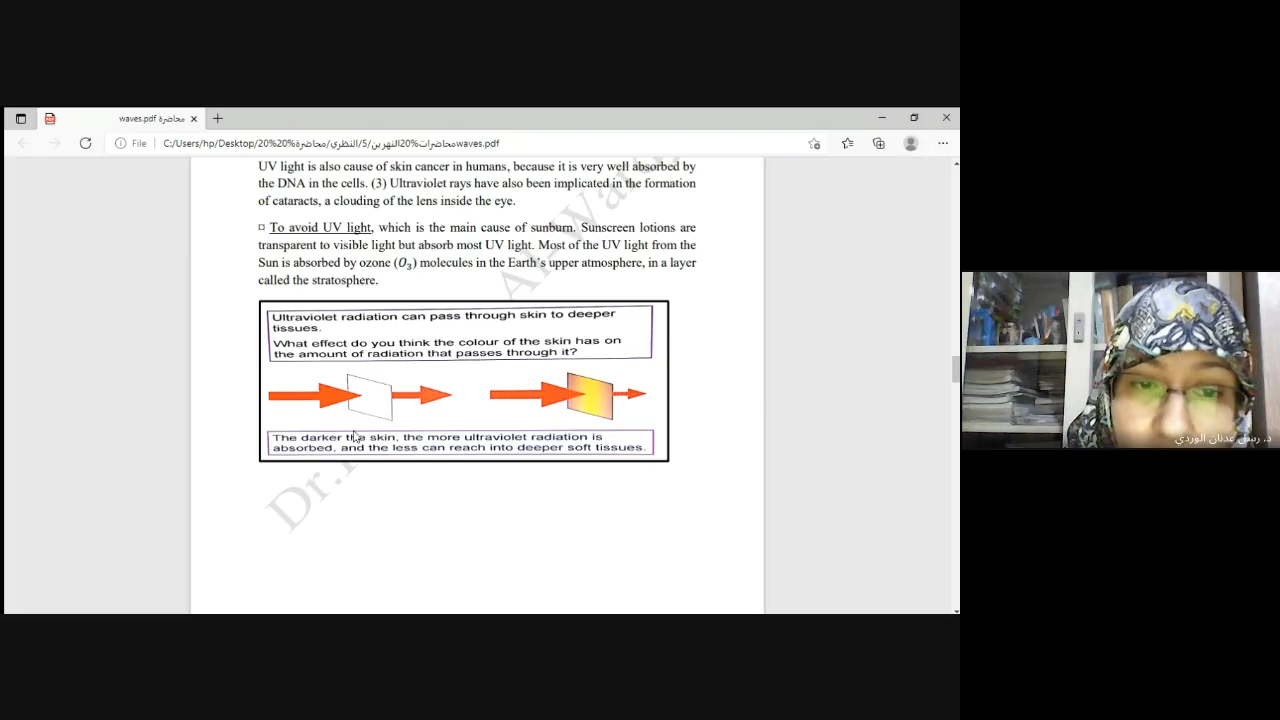 محاضرة waves.pdf
File
C:/Users/hp/Desktop/20%20%محاضرات%20النهرين/5/النظري/محاضرةwaves.pdf
UV light is also cause of skin cancer in humans, because it is very well absorbed by
the DNA in the cells. (3) Ultraviolet rays have also been implicated in the formation
of cataracts, a clouding of the lens inside the eye.
□ To avoid UV light, which is the main cause of sunburn. Sunscreen lotions are
transparent to visible light but absorb most UV light. Most of the UV light from the
Sun is absorbed by ozone (O₃) molecules in the Earth's upper atmosphere, in a layer
called the stratosphere.
Ultraviolet radiation can pass through skin to deeper
tissues.
What effect do you think the colour of the skin has on
the amount of radiation that passes through it?
The darker the skin, the more ultraviolet radiation is
absorbed, and the less can reach into deeper soft tissues.
Dr.
د. رسل عدنان الوردي